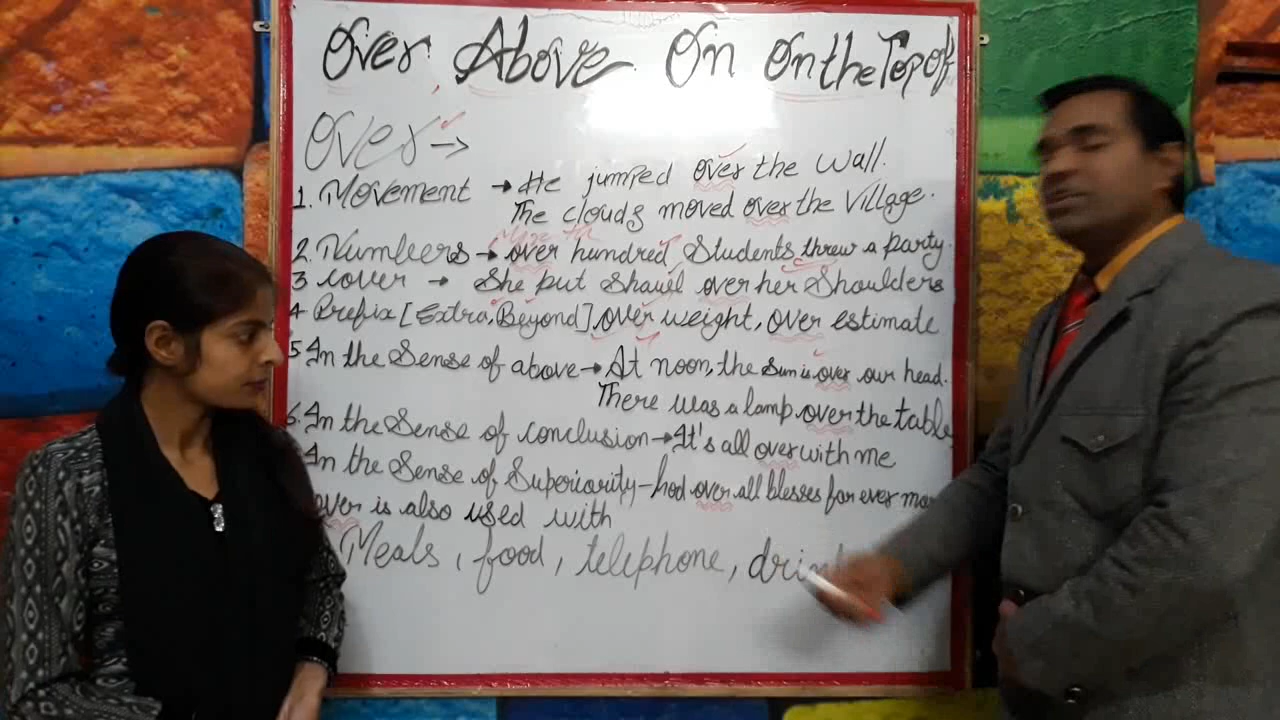 Over Above On On the Top of
Over →
1. Movement → He jumped over the wall.
The clouds moved over the village.
More th
2. Numbers → over hundred Students threw a party.
3 cover → She put Shawl over her Shoulders
4 Prefix [Extra, Beyond], over weight, over estimate
5 In the Sense of above → At noon, the Sun is over our head.
There was a lamp over the table
6. In the Sense of conclusion → It's all over with me
In the Sense of Superiority - over all blesses for ever
over is also used with
Meals, food, telephone,